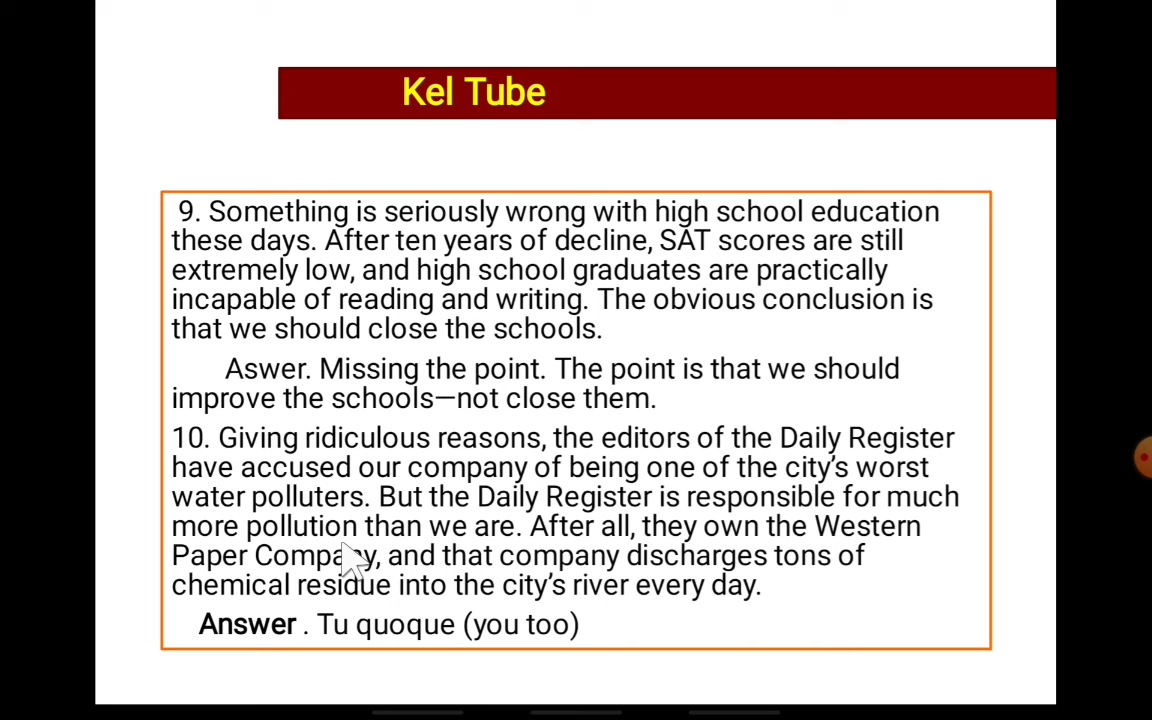 Kel Tube
9. Something is seriously wrong with high school education
these days. After ten years of decline, SAT scores are still
extremely low, and high school graduates are practically
incapable of reading and writing. The obvious conclusion is
that we should close the schools.
Aswer. Missing the point. The point is that we should
improve the schools—not close them.
10. Giving ridiculous reasons, the editors of the Daily Register
have accused our company of being one of the city’s worst
water polluters. But the Daily Register is responsible for much
more pollution than we are. After all, they own the Western
Paper Company, and that company discharges tons of
chemical residue into the city’s river every day.
Answer . Tu quoque (you too)